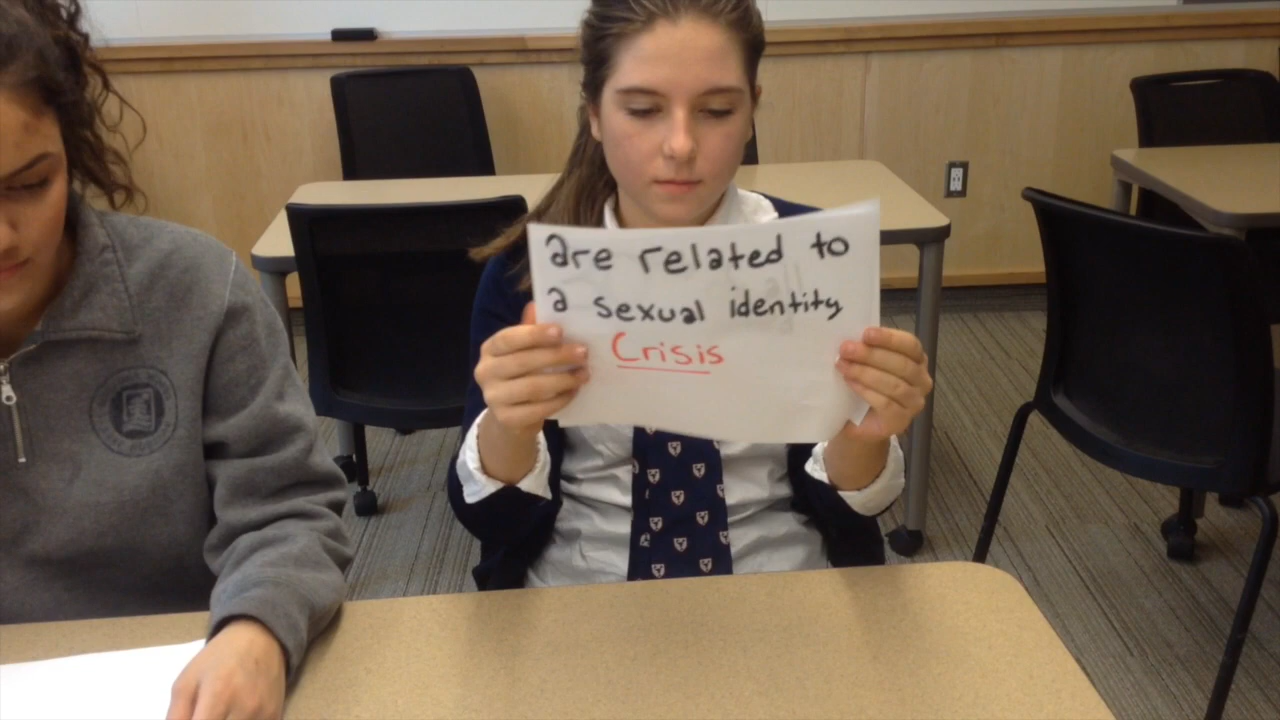 are related to
a sexual identity
Crisis